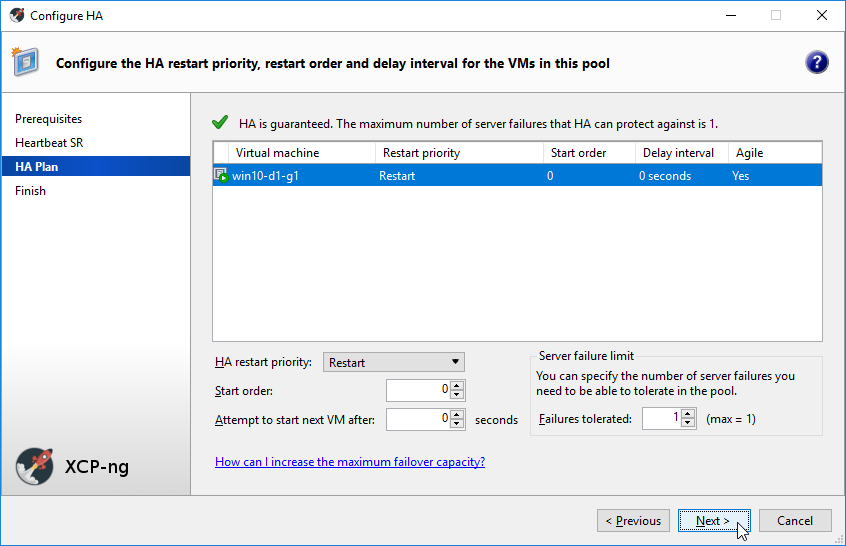 Configure HA
Configure the HA restart priority, restart order and delay interval for the VMs in this pool
?
Prerequisites
Heartbeat SR
HA Plan
Finish
HA is guaranteed. The maximum number of server failures that HA can protect against is 1.
Virtual machine Restart priority Start order Delay interval Agile
win10-d1-g1 Restart 0 0 seconds Yes
HA restart priority: Restart
Start order: 0
Attempt to start next VM after: 0 seconds
Server failure limit
You can specify the number of server failures you
need to be able to tolerate in the pool.
Failures tolerated: 1 (max = 1)
How can I increase the maximum failover capacity?
XCP-ng
< Previous Next > Cancel